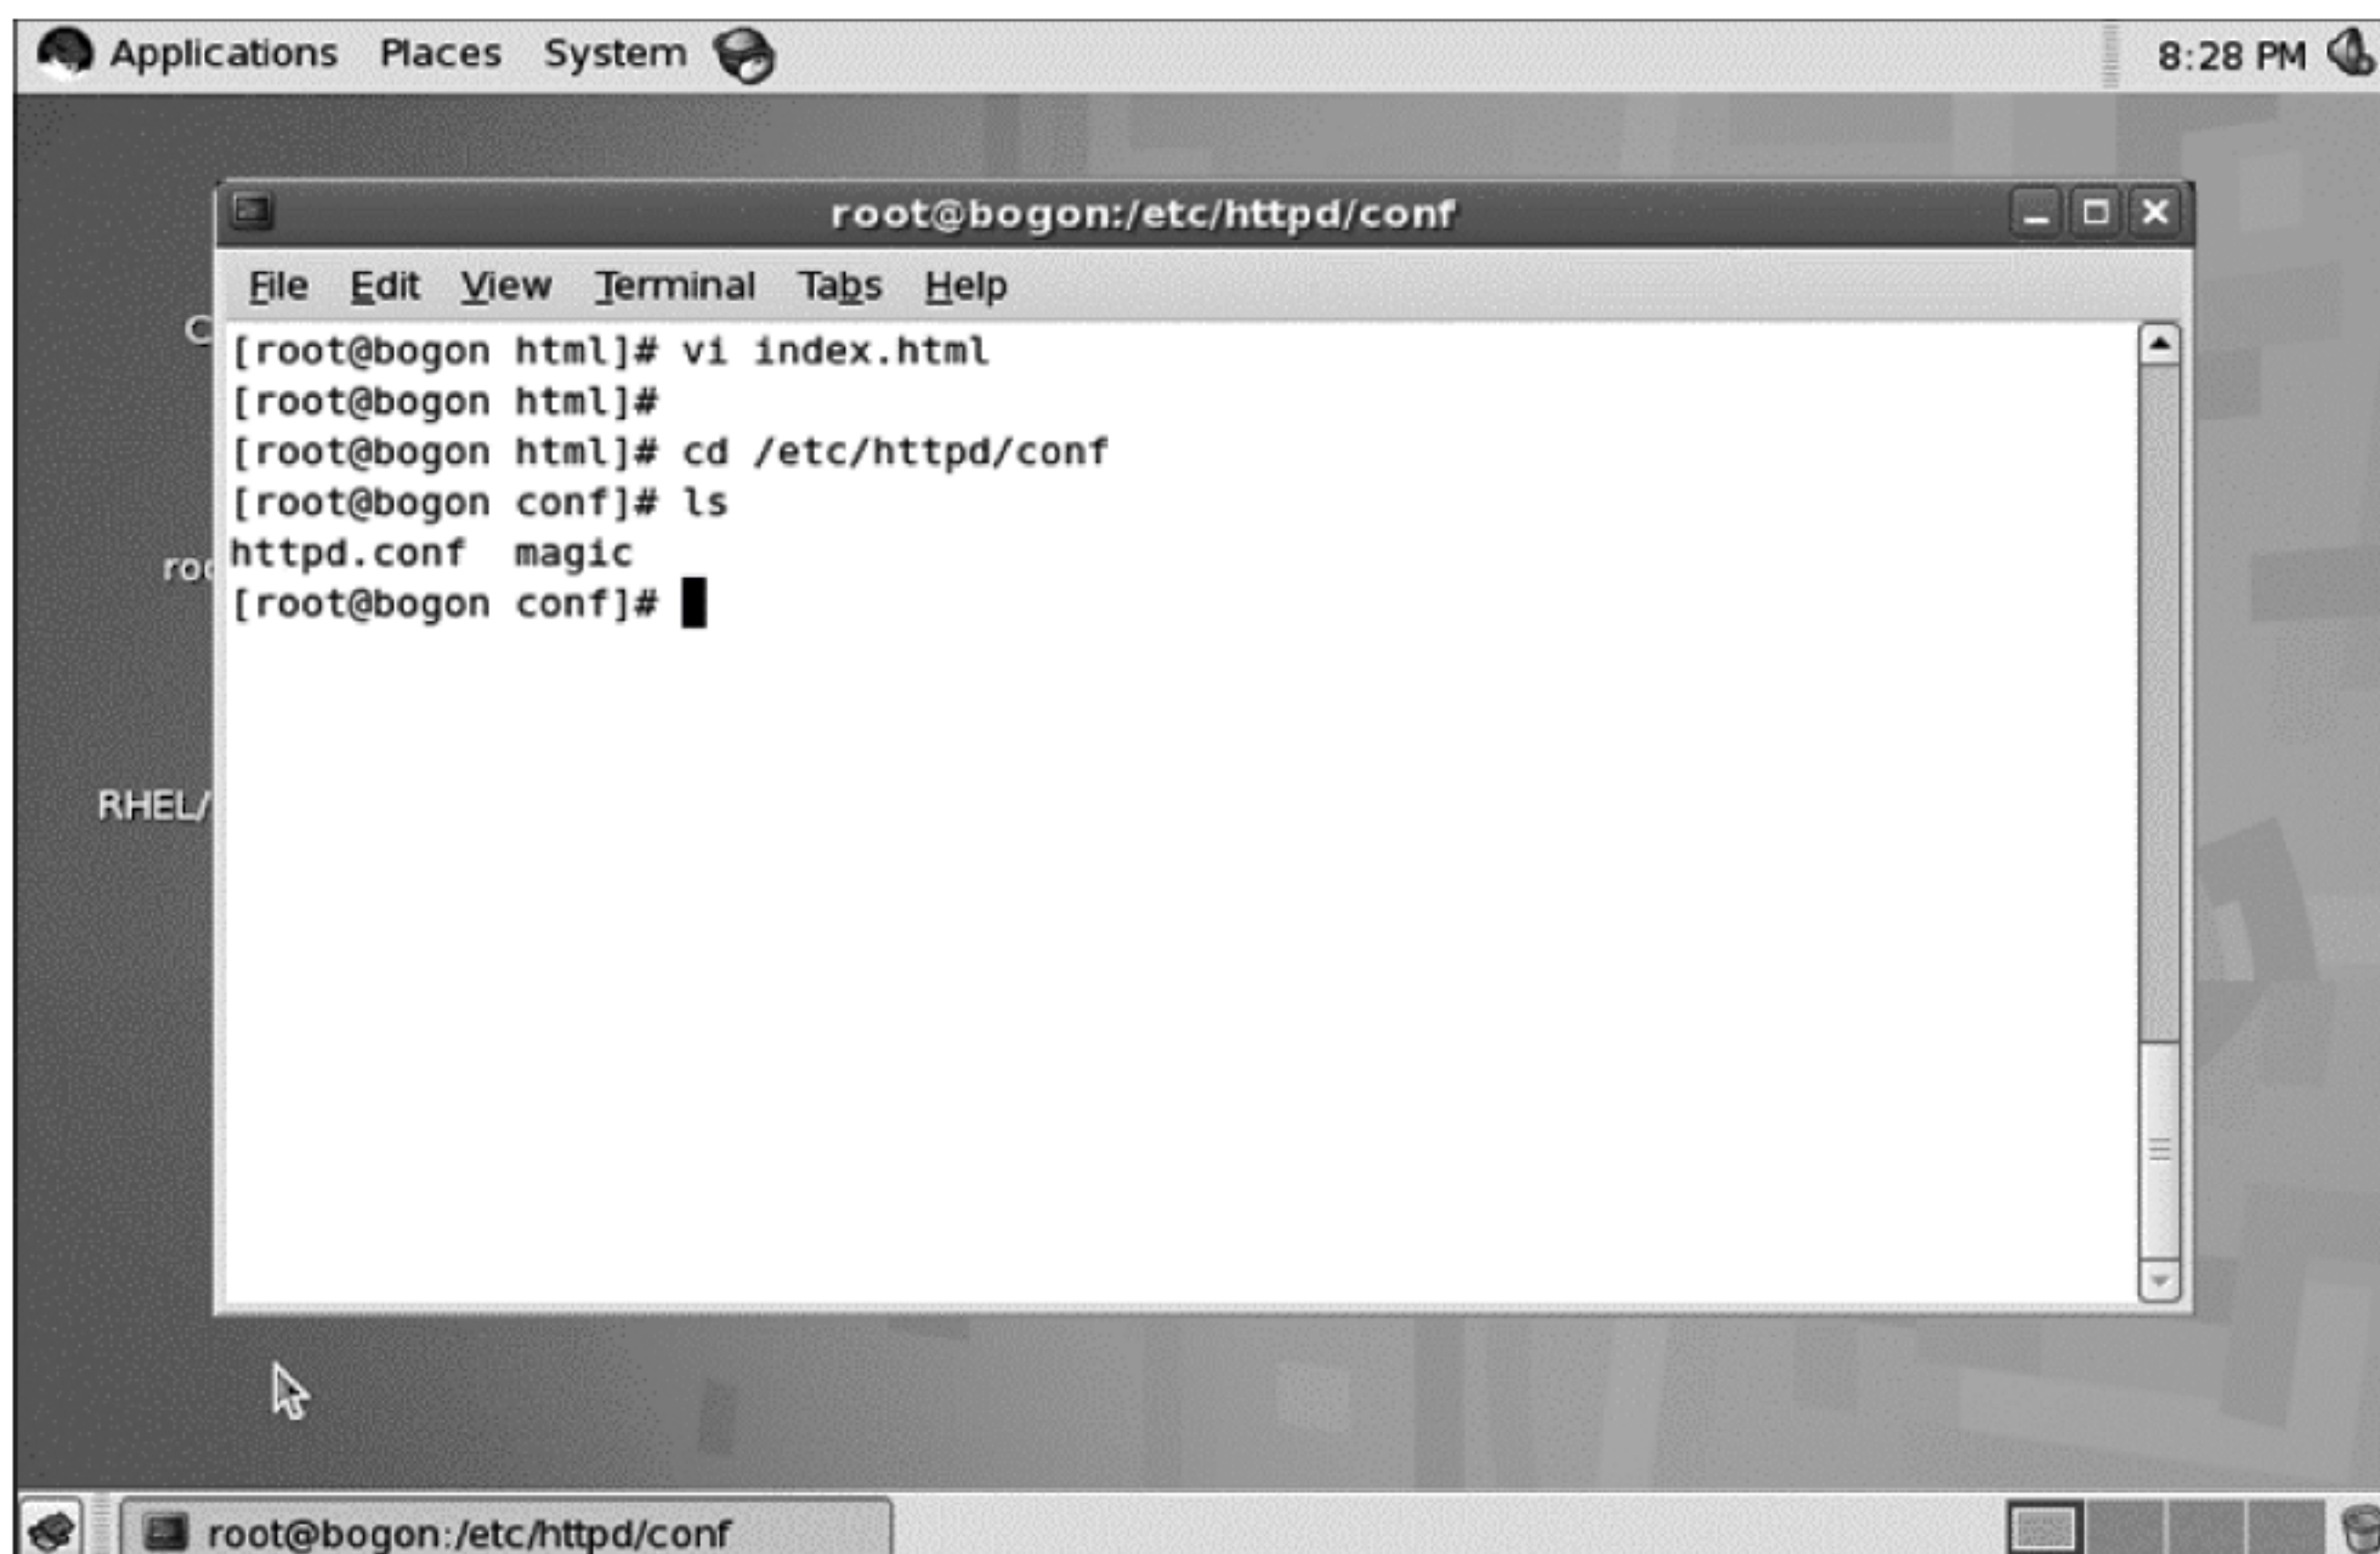 Applications Places System 8:28 PM
root@bogon:/etc/httpd/conf
File Edit View Terminal Tabs Help
[root@bogon html]# vi index.html
[root@bogon html]#
[root@bogon html]# cd /etc/httpd/conf
[root@bogon conf]# ls
httpd.conf magic
[root@bogon conf]#
RHEL/
root@bogon:/etc/httpd/conf